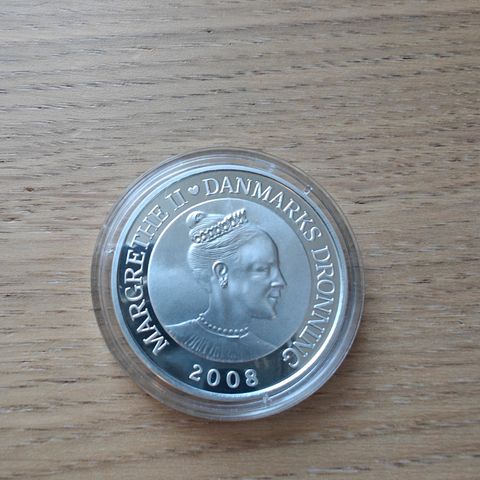 MARGRETHE II ♥ DANMARKS DRONNING
2008